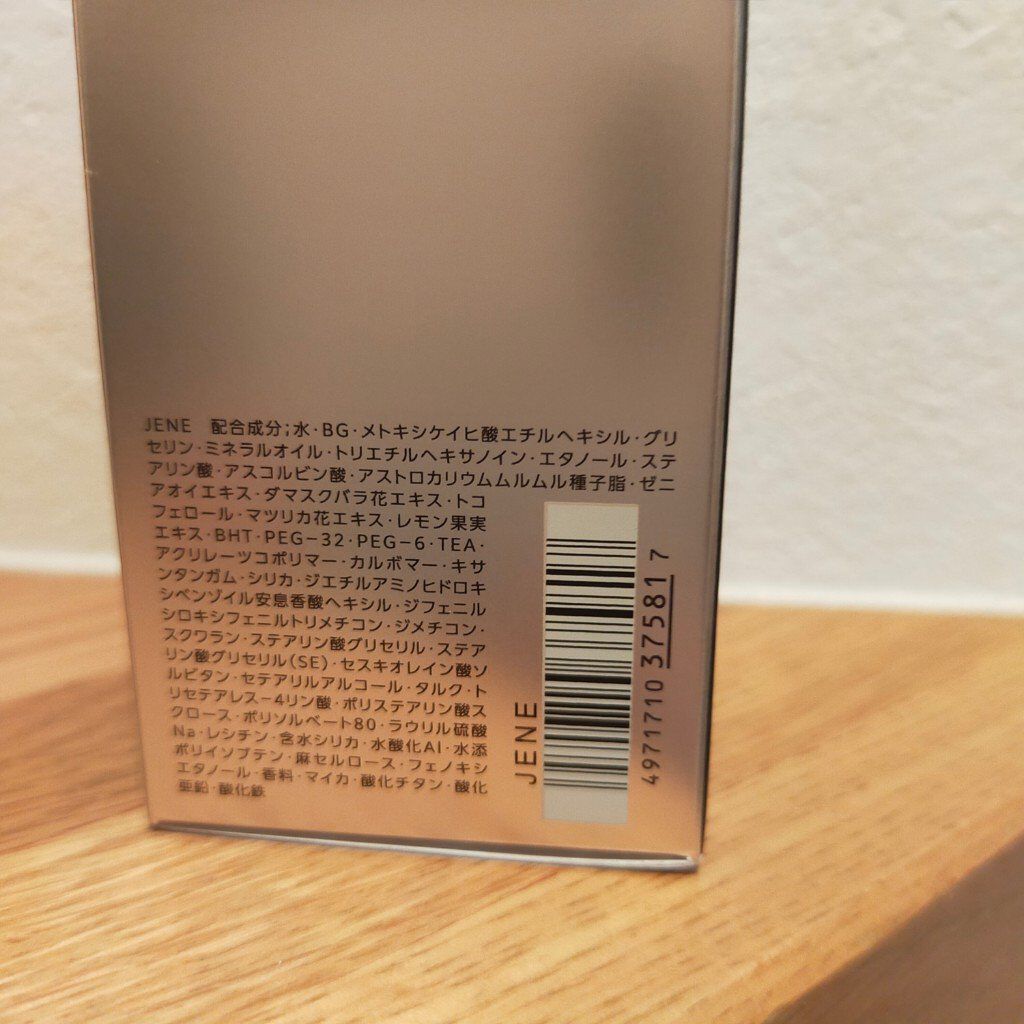 JENE 配合成分;水・BG・メトキシケイヒ酸エチルヘキシル・グリ
セリン・ミネラルオイル・トリエチルヘキサノイン・エタノール・ステ
アリン酸・アスコルビン酸・アストロカリウムムルムル種子脂・ゼニ
アオイエキス・ダマスクバラ花エキス・トコ
フェロール・マツリカ花エキス・レモン果実
エキス・BHT・PEG-32・PEG-6・TEA・
アクリレーツコポリマー・カルボマー・キサ
ンタンガム・シリカ・ジエチルアミノヒドロキ
シベンゾイル安息香酸ヘキシル・ジフェニル
シロキシフェニルトリメチコン・ジメチコン・
スクワラン・ステアリン酸グリセリル・ステア
リン酸グリセリル(SE)・セスキオレイン酸ソ
ルビタン・セテアリルアルコール・タルク・ト
リセテアレス-4リン酸・ポリステアリン酸ス
クロース・ポリソルベート80・ラウリル硫酸
Na・レシチン・含水シリカ・水酸化Al・水添
ポリイソブテン・麻セルロース・フェノキシ
エタノール・香料・マイカ・酸化チタン・酸化
亜鉛・酸化鉄
JENE
4971710375817